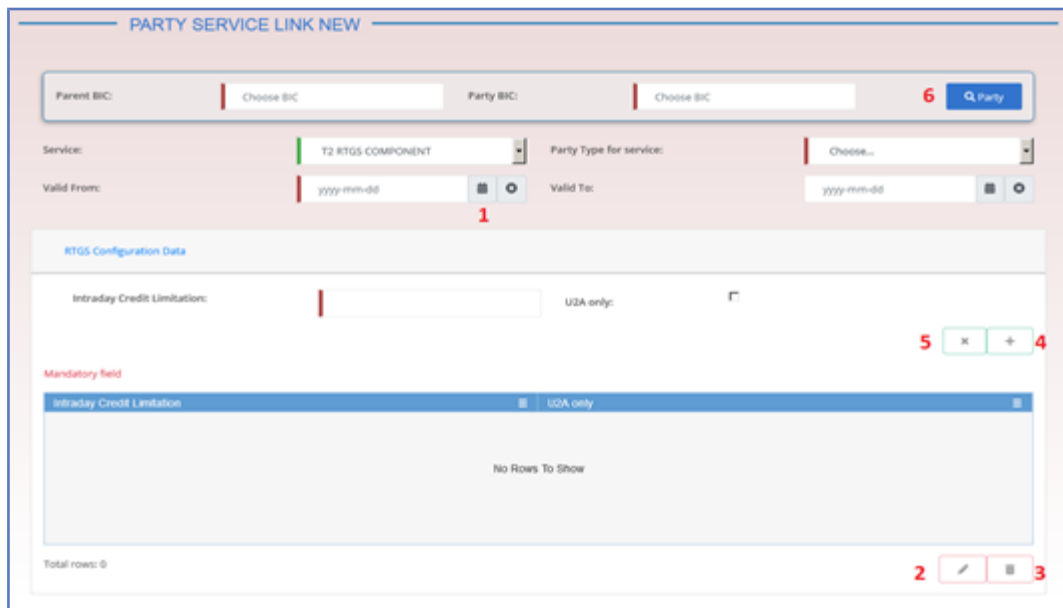 PARTY SERVICE LINK NEW
Parent BIC: Choose BIC Party BIC: Choose BIC 6 Party
Service: T2 RTGS COMPONENT Party Type for service: Choose...
Valid From: yyyy-mm-dd Valid To: yyyy-mm-dd
1
RTGS Configuration Data
Intraday Credit Limitation: U2A only:
5 4
Mandatory field
Intraday Credit Limitation U2A only
No Rows To Show
Total rows: 0
2 3